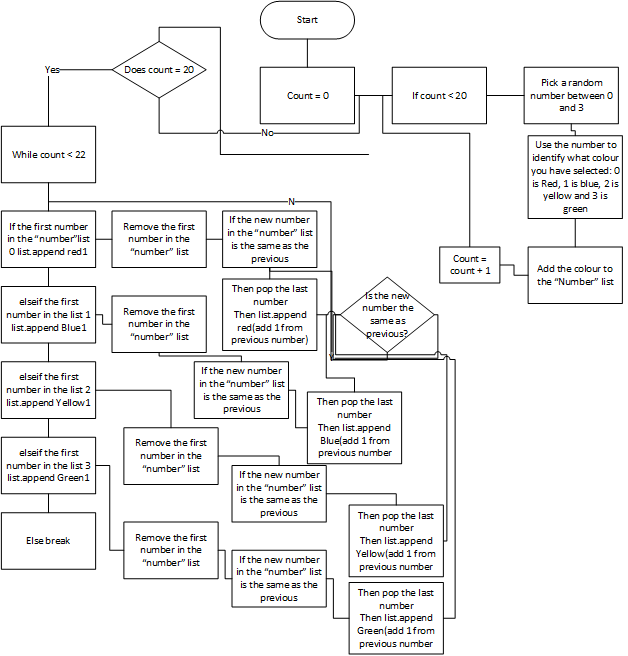 Start
Does count = 20
Yes
No
Count = 0
If count < 20
Pick a random
number between 0
and 3
Use the number to
identify what colour
you have selected: 0
is Red, 1 is blue, 2 is
yellow and 3 is
green
Add the colour to
the “Number” list
Count =
count + 1
While count < 22
N
If the first number
in the “number”list
0 list.append red1
Remove the first
number in the
“number” list
If the new number
in the “number” list
is the same as the
previous
Then pop the last
number
Then list.append
red(add 1 from
previous number)
Is the new
number the
same as
previous?
elseif the first
number in the list 1
list.append Blue1
Remove the first
number in the
“number” list
If the new number
in the “number” list
is the same as the
previous
Then pop the last
number
Then list.append
Blue(add 1 from
previous number
elseif the first
number in the list 2
list.append Yellow1
Remove the first
number in the
“number” list
If the new number
in the “number” list
is the same as the
previous
Then pop the last
number
Then list.append
Yellow(add 1 from
previous number
elseif the first
number in the list 3
list.append Green1
Remove the first
number in the
“number” list
If the new number
in the “number” list
is the same as the
previous
Then pop the last
number
Then list.append
Green(add 1 from
previous number
Else break